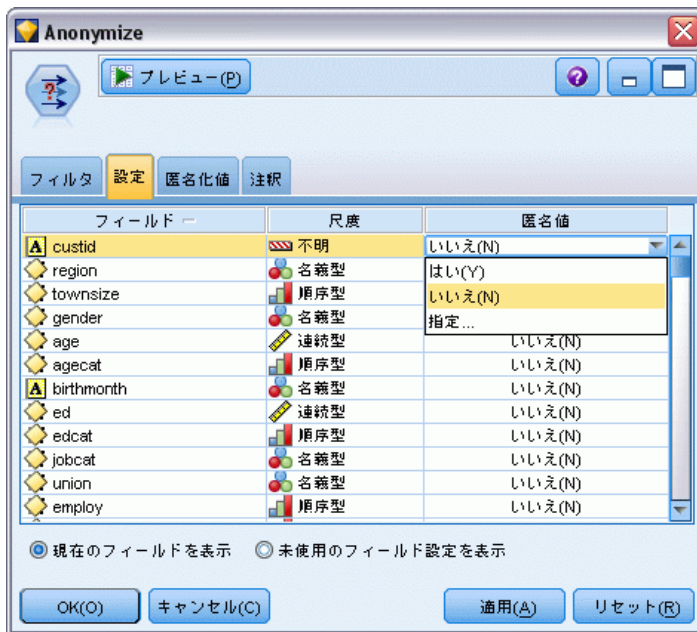 Anonymize
プレビュー(P)
フィルタ 設定 匿名化値 注釈
フィールド 尺度 匿名値
custid 不明 いいえ(N)
region 名義型 はい(Y)
townsize 順序型 いいえ(N)
gender 名義型 指定...
age 連続型 いいえ(N)
agecat 順序型 いいえ(N)
birthmonth 名義型 いいえ(N)
ed 連続型 いいえ(N)
edcat 順序型 いいえ(N)
jobcat 名義型 いいえ(N)
union 名義型 いいえ(N)
employ 順序型 いいえ(N)
現在のフィールドを表示 未使用のフィールド設定を表示
OK(O) キャンセル(C) 適用(A) リセット(R)